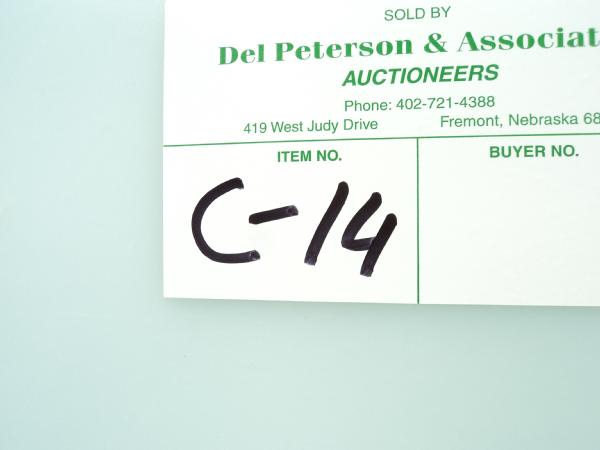 SOLD BY
Del Peterson & Associat
AUCTIONEERS
Phone: 402-721-4388
419 West Judy Drive Fremont, Nebraska 68
ITEM NO. BUYER NO.
C-14